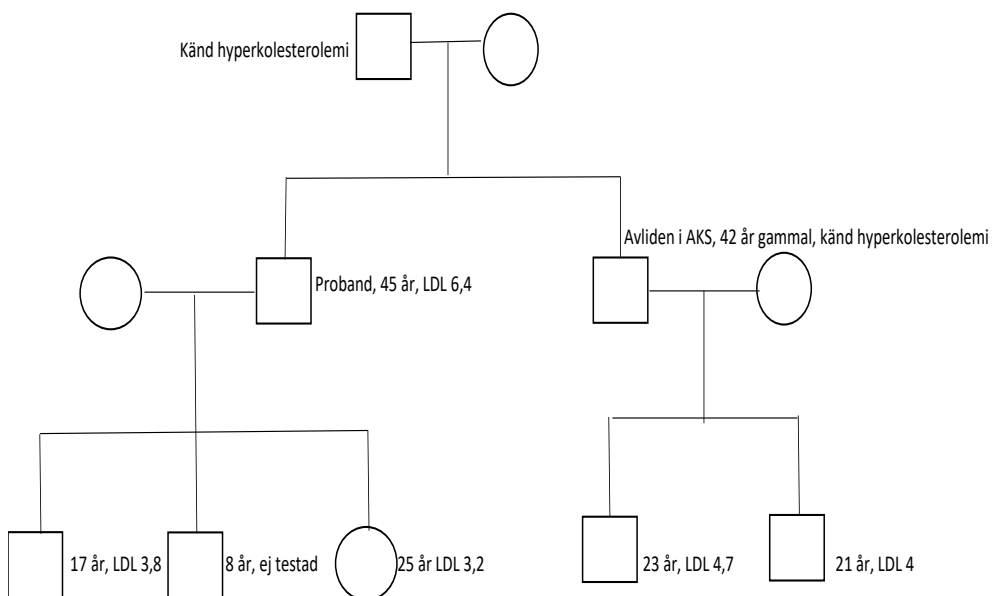 Känd hyperkolesterolemi
Avliden i AKS, 42 år gammal, känd hyperkolesterolemi
Proband, 45 år, LDL 6,4
17 år, LDL 3,8
8 år, ej testad
25 år LDL 3,2
23 år, LDL 4,7
21 år, LDL 4